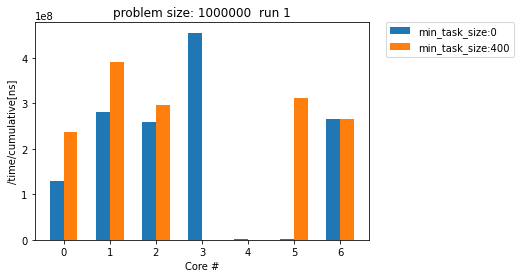 problem size: 1000000  run 1
1e8
min_task_size:0
min_task_size:400
/time/cumulative[ns]
4
3
2
1
0
0 1 2 3 4 5 6
Core #